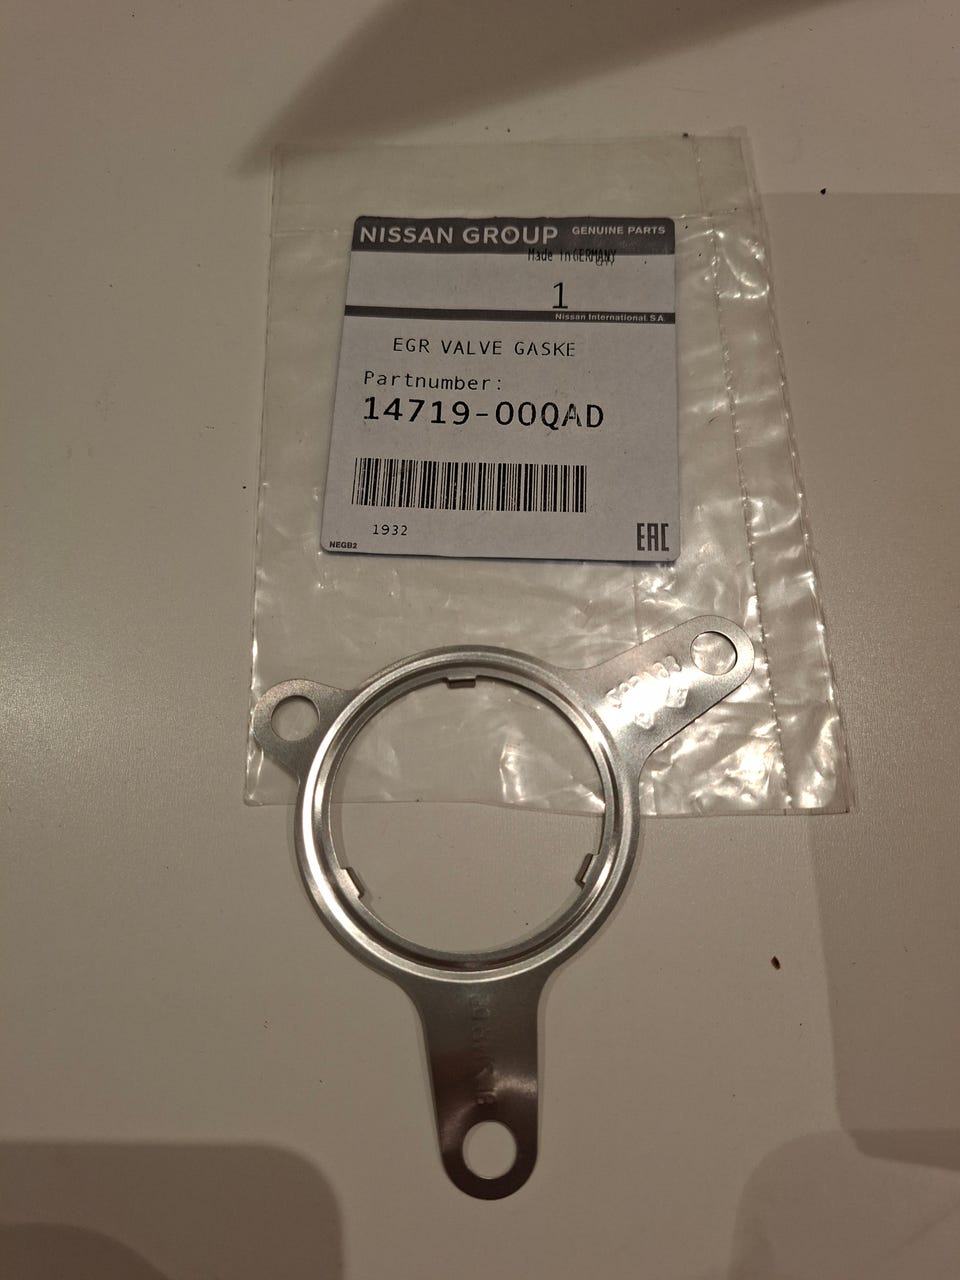 NISSAN GROUP GENUINE PARTS
Made in GERMANY
1
Nissan International. S.A.
EGR VALVE GASKE
Partnumber:
14719-00QAD
1932
NEGB2
EAC